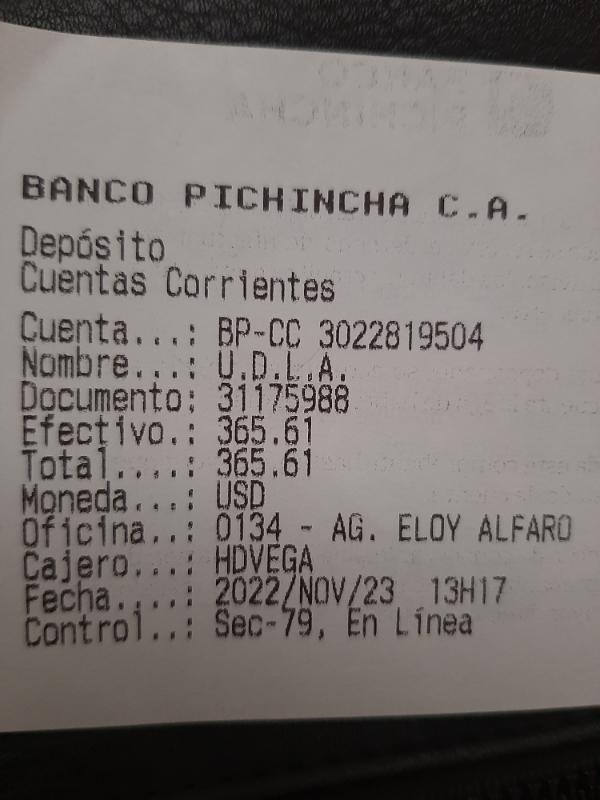 BANCO PICHINCHA C.A.
Depósito
Cuentas Corrientes
Cuenta...: BP-CC 3022819504
Nombre...: U.D.L.A.
Documento: 31175988
Efectivo.: 365.61
Total....: 365.61
Moneda...: USD
Oficina..: 0134 - AG. ELOY ALFARO
Cajero...: HDVEGA
Fecha....: 2022/NOV/23 13H17
Control..: Sec-79, En Línea